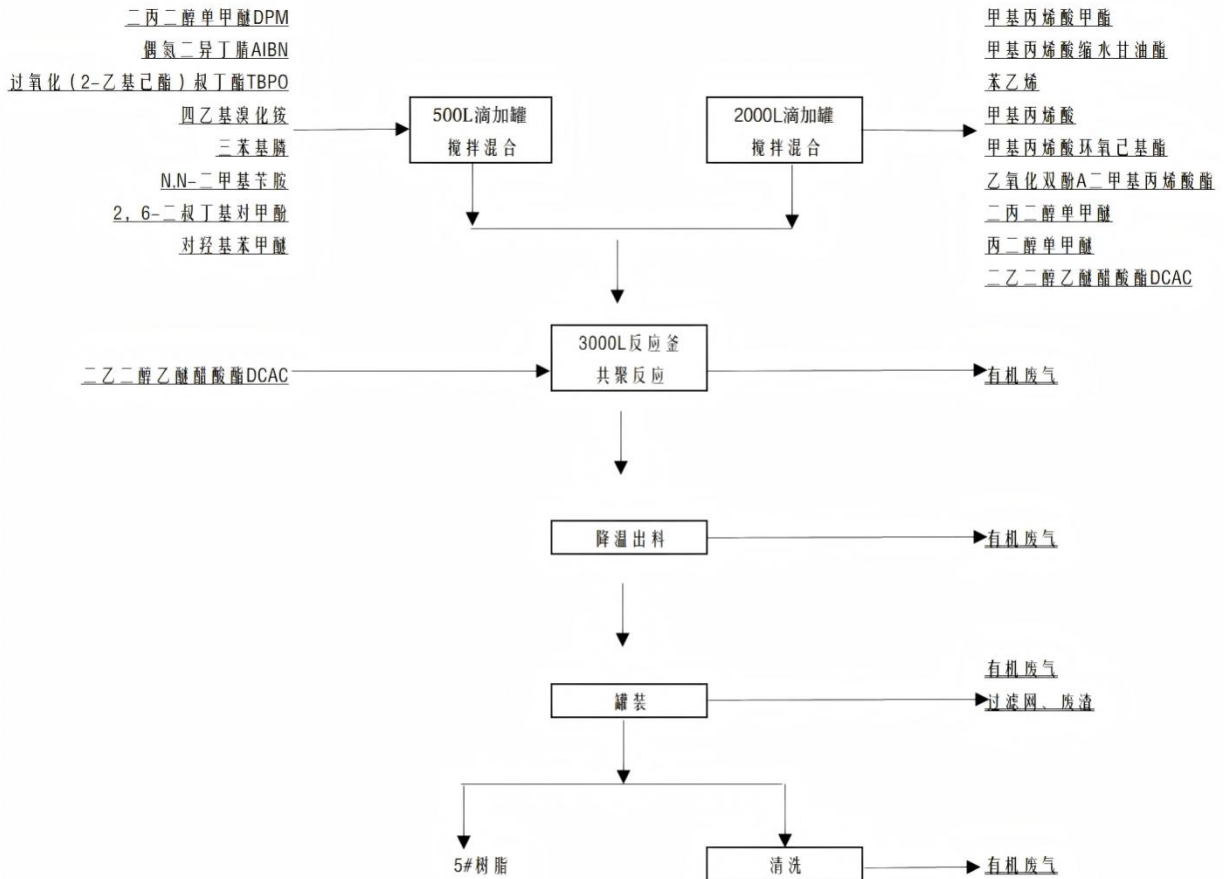 二丙二醇单甲醚DPM
偶氮二异丁腈AIBN
过氧化(2-乙基己酯)叔丁酯TBPO
四乙基溴化铵
三苯基膦
N,N-二甲基苄胺
2, 6-二叔丁基对甲酚
对羟基苯甲醚
500L滴加罐
搅拌混合
2000L滴加罐
搅拌混合
甲基丙烯酸甲酯
甲基丙烯酸缩水甘油酯
苯乙烯
甲基丙烯酸
甲基丙烯酸环氧己基酯
乙氧化双酚A二甲基丙烯酸酯
二丙二醇单甲醚
丙二醇单甲醚
二乙二醇乙醚醋酸酯DCAC
二乙二醇乙醚醋酸酯DCAC
3000L反应釜
共聚反应
有机废气
降温出料
有机废气
罐装
有机废气
过滤网、废渣
5#树脂
清洗
有机废气